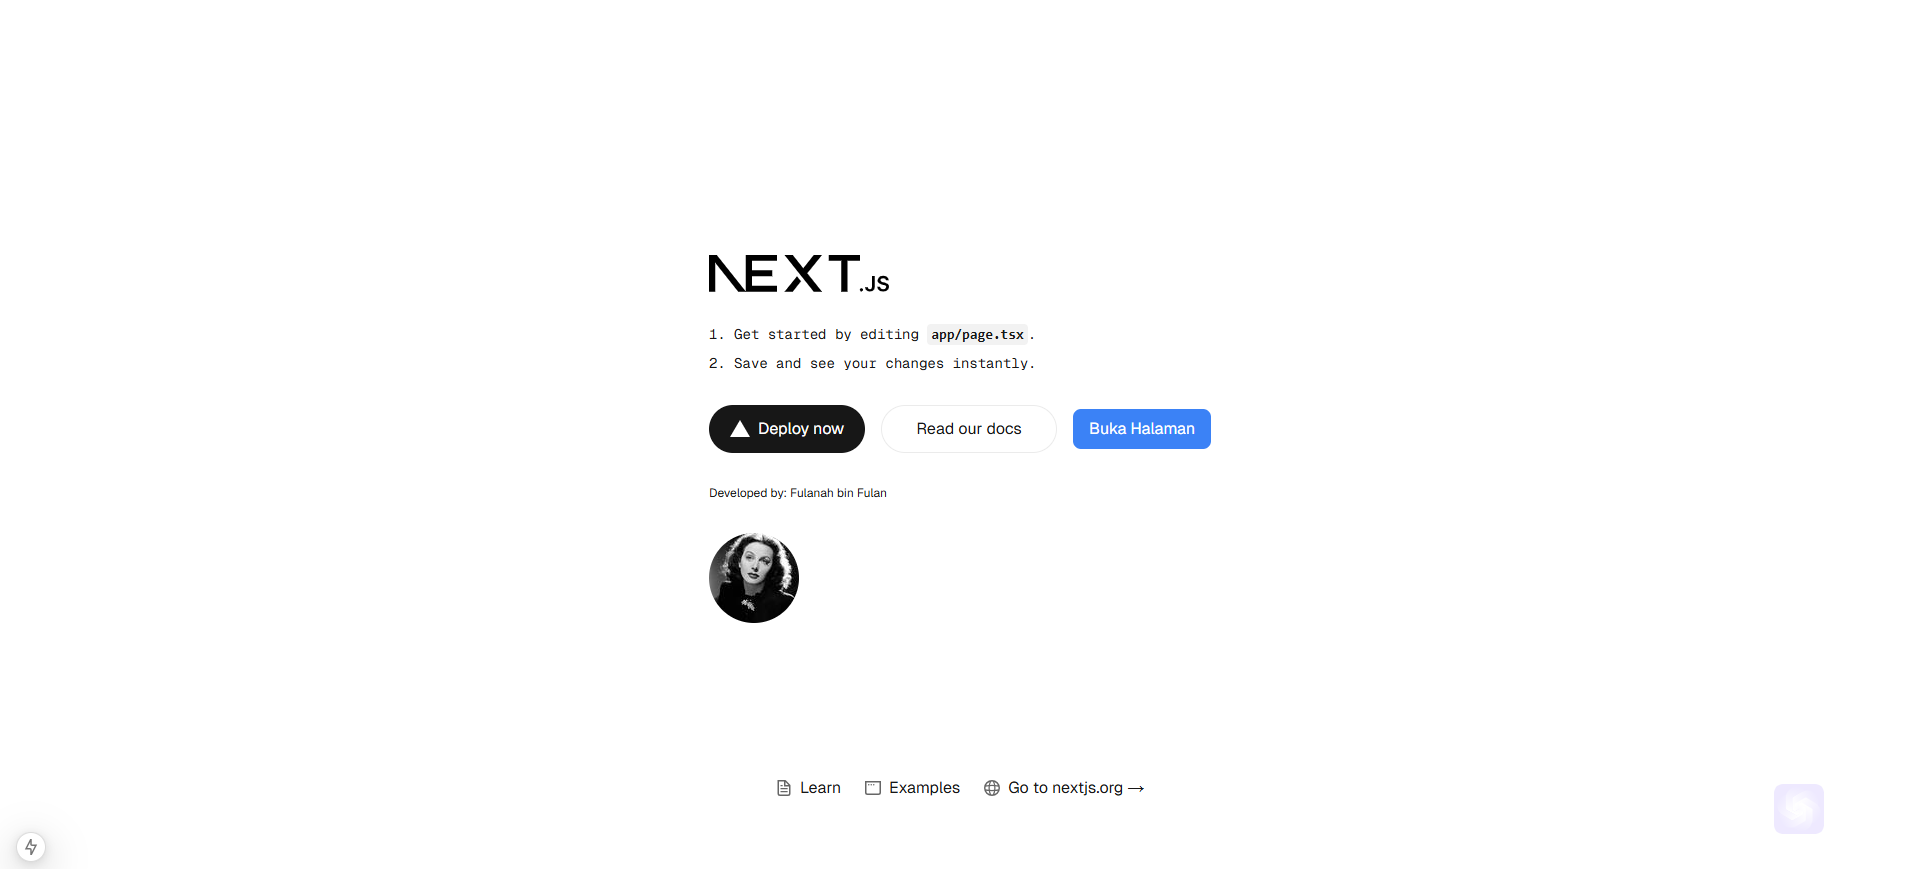 NEXT.JS
1. Get started by editing app/page.tsx.
2. Save and see your changes instantly.
Deploy now
Read our docs
Buka Halaman
Developed by: Fulanah bin Fulan
Learn
Examples
Go to nextjs.org →